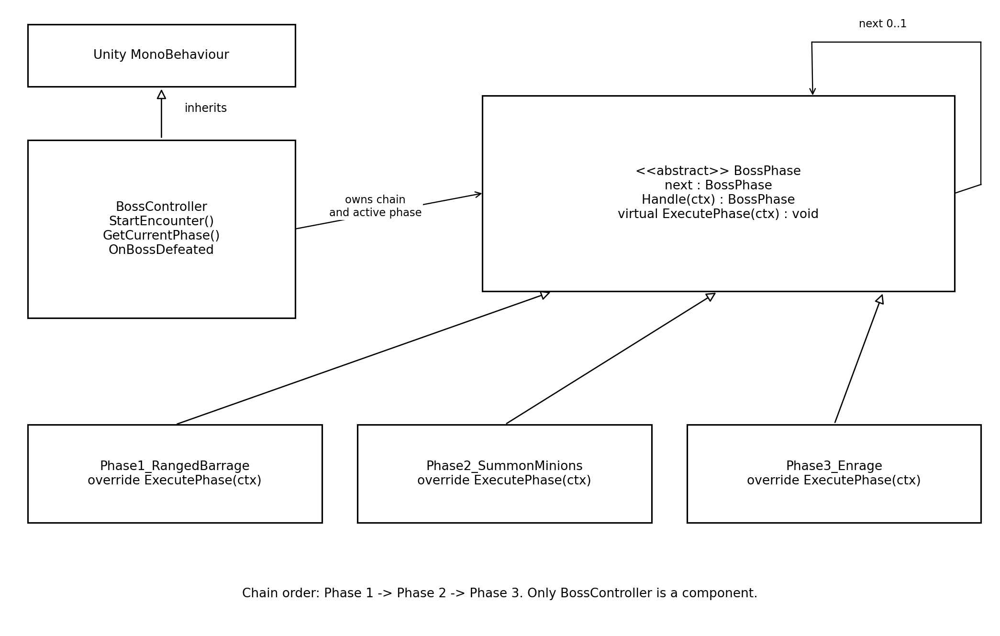 next 0..1
Unity MonoBehaviour
inherits
<<abstract>> BossPhase
next : BossPhase
Handle(ctx) : BossPhase
virtual ExecutePhase(ctx) : void
owns chain
and active phase
BossController
StartEncounter()
GetCurrentPhase()
OnBossDefeated
Phase1_RangedBarrage
override ExecutePhase(ctx)
Phase2_SummonMinions
override ExecutePhase(ctx)
Phase3_Enrage
override ExecutePhase(ctx)
Chain order: Phase 1 -> Phase 2 -> Phase 3. Only BossController is a component.